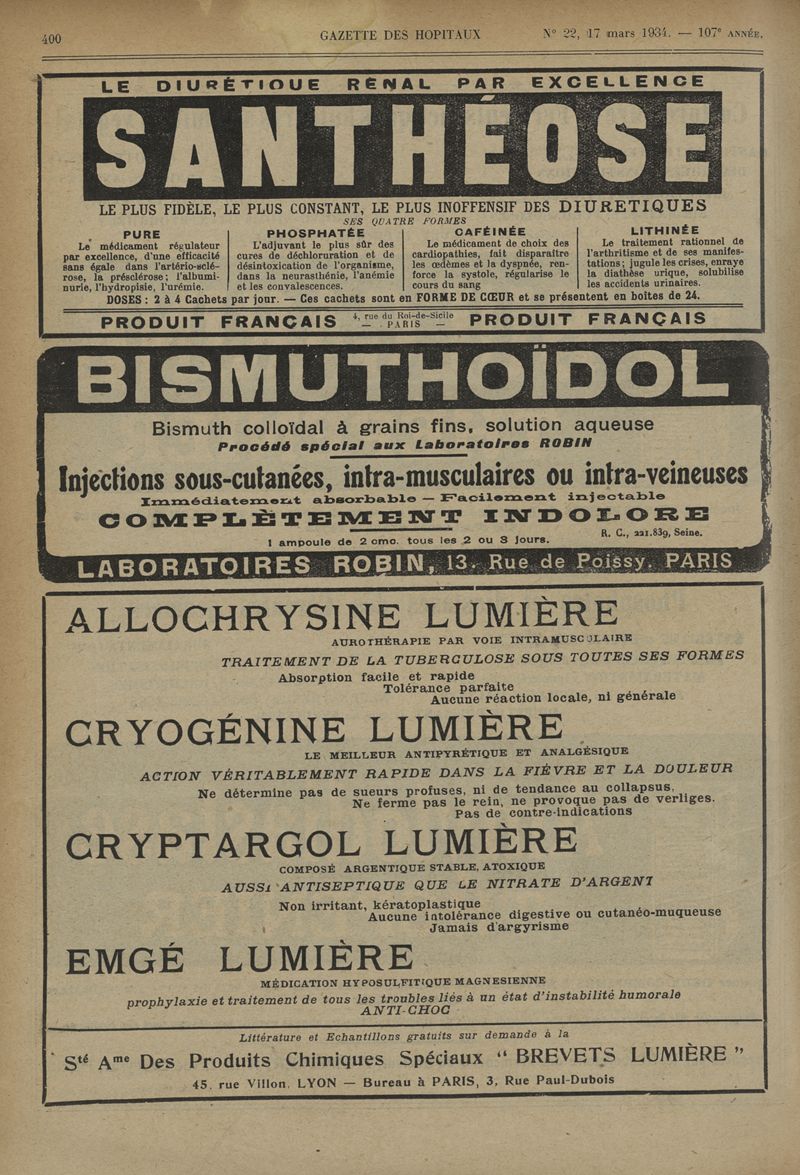 400
GAZETTE DES HOPITAUX
N° 22, 17 mars 1934. — 107e ANNÉE.
LE DIURÉTIQUE RÉNAL PAR EXCELLENCE
SANTHÉOSE
LE PLUS FIDÈLE, LE PLUS CONSTANT, LE PLUS INOFFENSIF DES DIURETIQUES
SES QUATRE FORMES
PURE
Le médicament régulateur
par excellence, d'une efficacité
sans égale dans l'artério-sclé-
rose, la présclérose; l'albumi-
nurie, l'hydropisie, l'urémie.
PHOSPHATÉE
L'adjuvant le plus sûr des
cures de déchloruration et de
désintoxication de l'organisme,
dans la neurasthénie, l'anémie
et les convalescences.
CAFÉINÉE
Le médicament de choix des
cardiopathies, fait disparaître
les œdèmes et la dyspnée, ren-
force la systole, régularise le
cours du sang
LITHINÉE
Le traitement rationnel de
l'arthritisme et de ses manifes-
tations; jugule les crises, enraye
la diathèse urique, solubilise
les accidents urinaires.
DOSES : 2 à 4 Cachets par jour. — Ces cachets sont en FORME DE CŒUR et se présentent en boîtes de 24.
PRODUIT FRANÇAIS
4, rue du Roi-de-Sicile
— PARIS —
PRODUIT FRANÇAIS
BISMUTHOÏDOL
Bismuth colloïdal à grains fins, solution aqueuse
Procédé spécial aux Laboratoires ROBIN
Injections sous-cutanées, intra-musculaires ou intra-veineuses
Immédiatement absorbable — Facilement injectable
COMPLÈTEMENT INDOLORE
R. C., 221.839, Seine.
1 ampoule de 2 cmc. tous les 2 ou 3 jours.
LABORATOIRES ROBIN, 13, Rue de Poissy, PARIS
ALLOCHRYSINE LUMIÈRE
AUROTHÉRAPIE PAR VOIE INTRAMUSCULAIRE
TRAITEMENT DE LA TUBERCULOSE SOUS TOUTES SES FORMES
Absorption facile et rapide
Tolérance parfaite
Aucune réaction locale, ni générale
CRYOGÉNINE LUMIÈRE
LE MEILLEUR ANTIPYRÉTIQUE ET ANALGÉSIQUE
ACTION VÉRITABLEMENT RAPIDE DANS LA FIÈVRE ET LA DOULEUR
Ne détermine pas de sueurs profuses, ni de tendance au collapsus.
Ne ferme pas le rein, ne provoque pas de vertiges.
Pas de contre-indications
CRYPTARGOL LUMIÈRE
COMPOSÉ ARGENTIQUE STABLE, ATOXIQUE
AUSSI ANTISEPTIQUE QUE LE NITRATE D'ARGENT
Non irritant, kératoplastique
Aucune intolérance digestive ou cutanéo-muqueuse
Jamais d'argyrisme
EMGÉ LUMIÈRE
MÉDICATION HYPOSULFITIQUE MAGNESIENNE
prophylaxie et traitement de tous les troubles liés à un état d'instabilité humorale
ANTI-CHOC
Littérature et Echantillons gratuits sur demande à la
Sté Ame Des Produits Chimiques Spéciaux “ BREVETS LUMIÈRE ”
45, rue Villon, LYON — Bureau à PARIS, 3, Rue Paul-Dubois